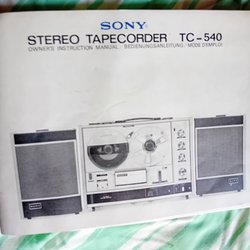 SONY
STEREO TAPECORDER TC-540
OWNER'S INSTRUCTION MANUAL · BEDIENUNGSANLEITUNG · MODE D'EMPLOI